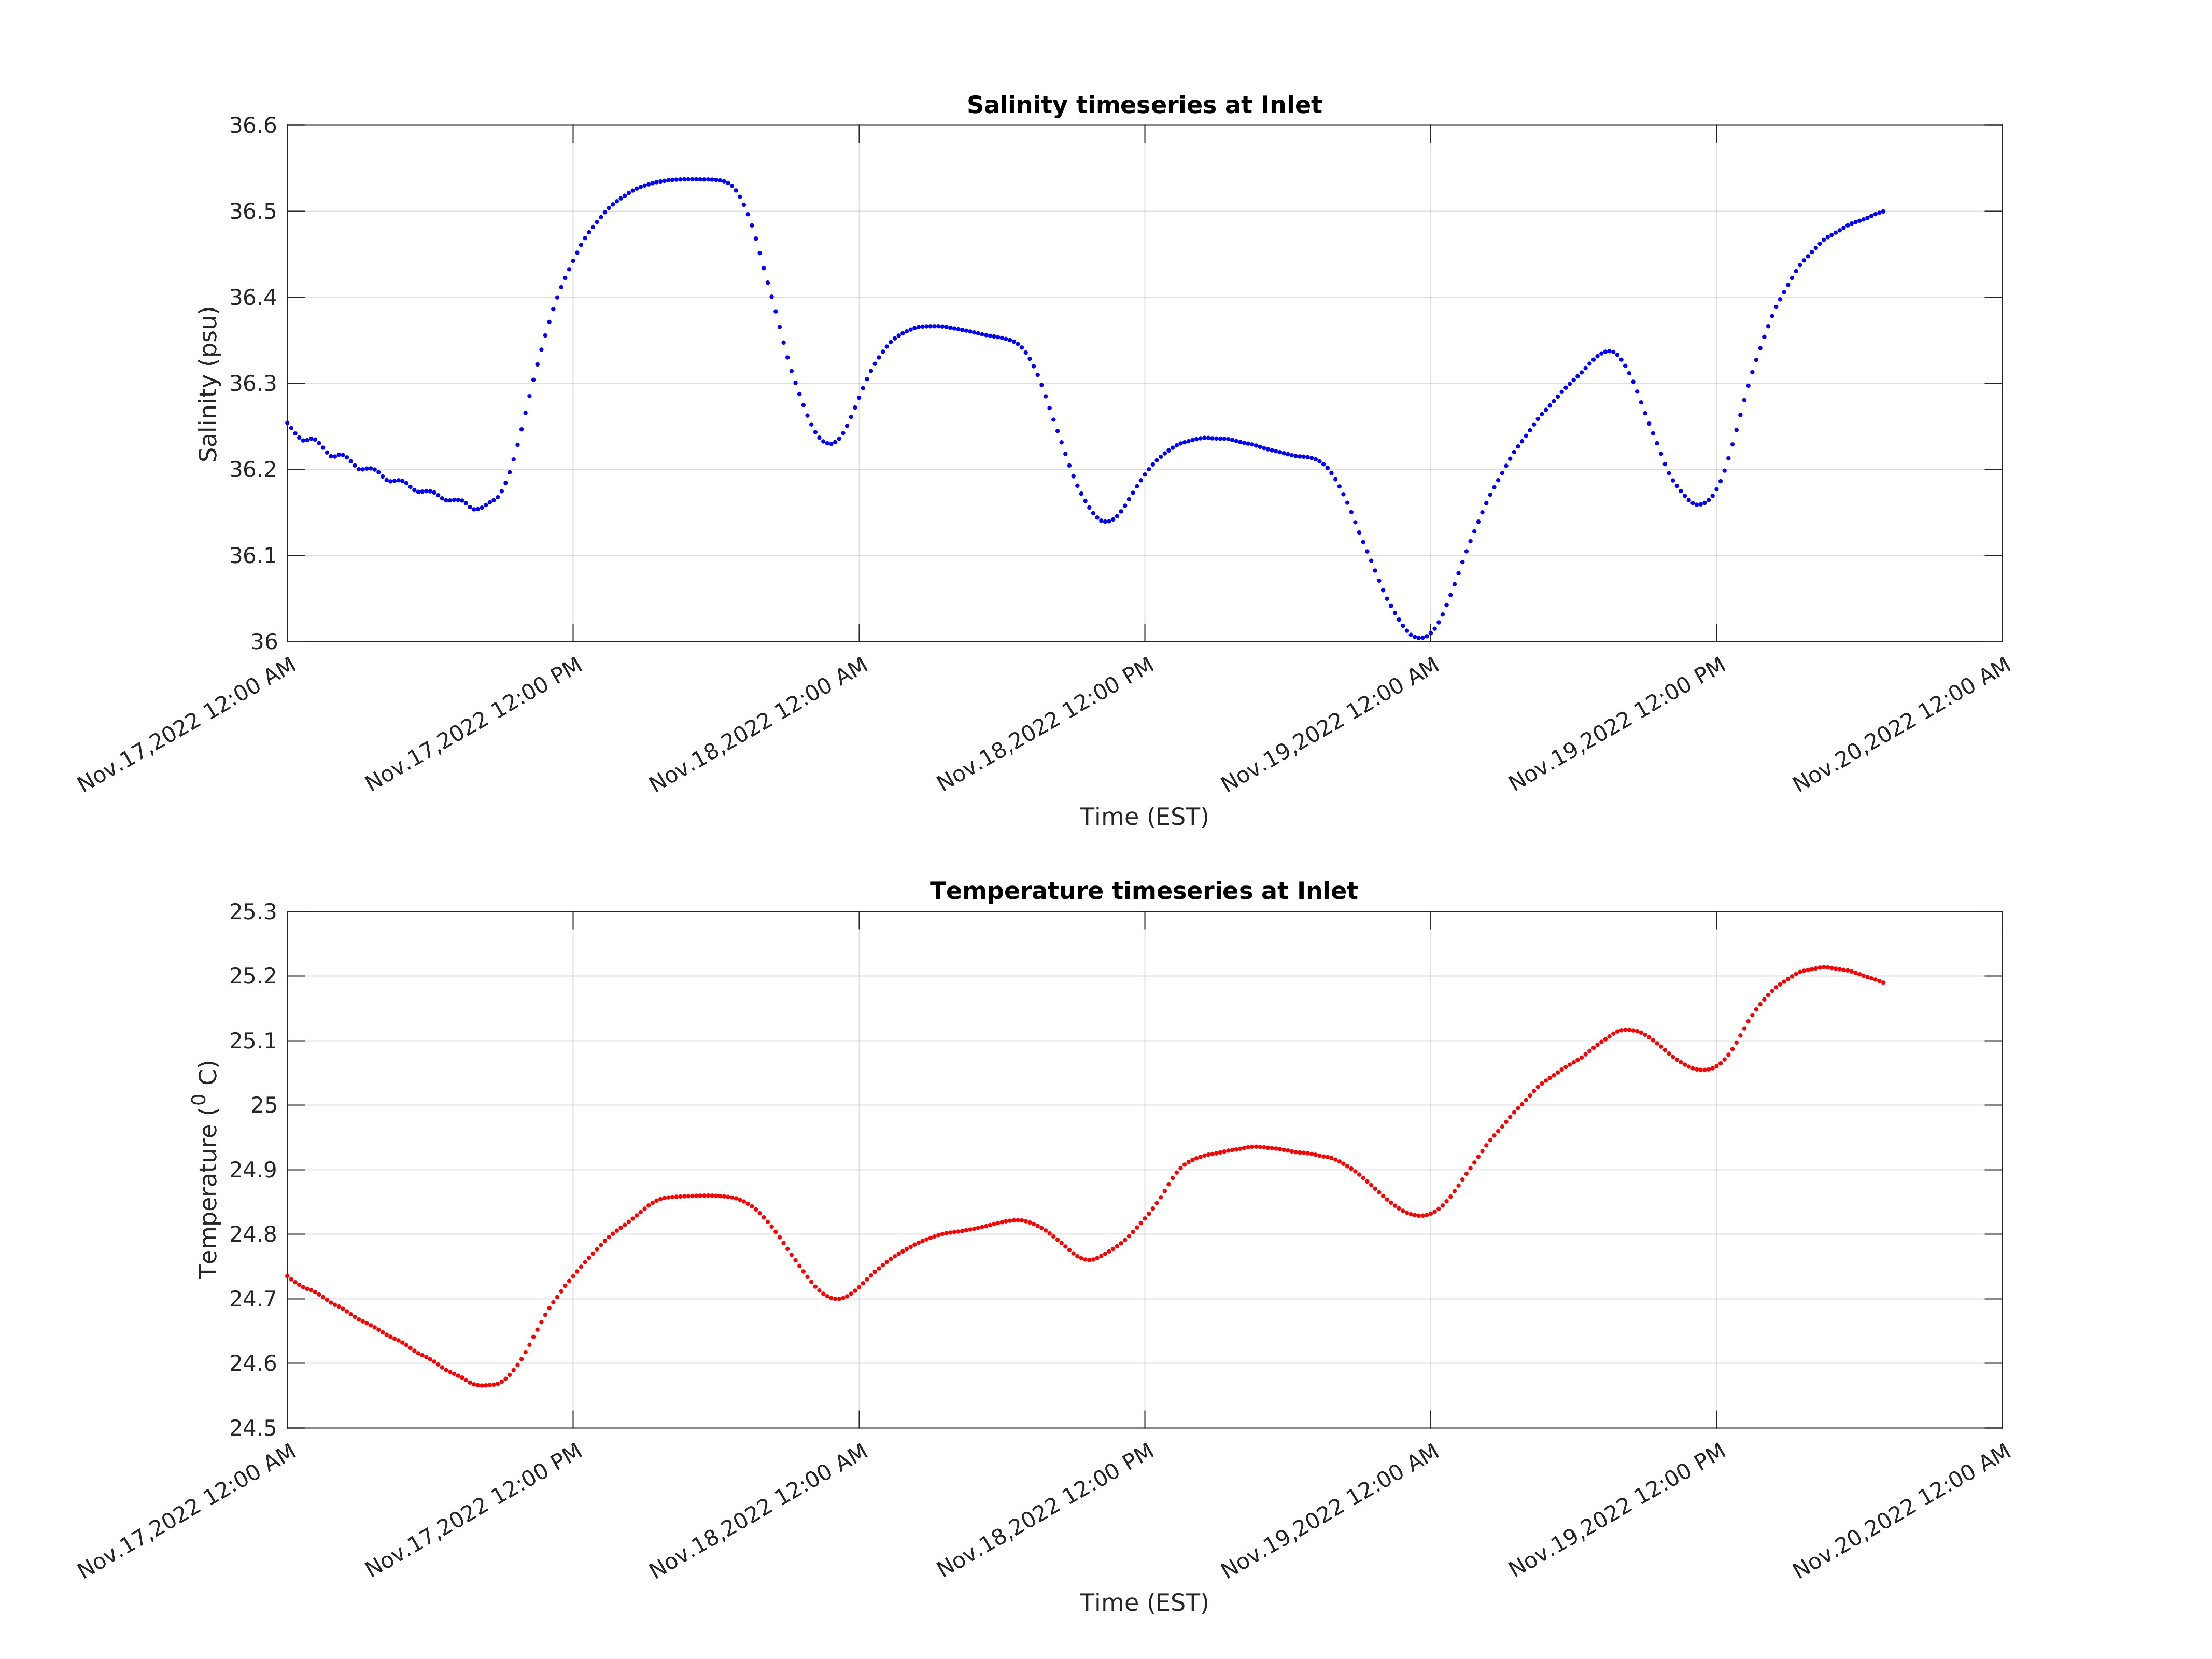 Salinity timeseries at Inlet
36.6
36.5
36.4
36.3
36.2
36.1
36
Salinity (psu)
Nov.17,2022 12:00 AM
Nov.17,2022 12:00 PM
Nov.18,2022 12:00 AM
Nov.18,2022 12:00 PM
Nov.19,2022 12:00 AM
Nov.19,2022 12:00 PM
Nov.20,2022 12:00 AM
Time (EST)
Temperature timeseries at Inlet
25.3
25.2
25.1
25
24.9
24.8
24.7
24.6
24.5
Temperature (⁰ C)
Nov.17,2022 12:00 AM
Nov.17,2022 12:00 PM
Nov.18,2022 12:00 AM
Nov.18,2022 12:00 PM
Nov.19,2022 12:00 AM
Nov.19,2022 12:00 PM
Nov.20,2022 12:00 AM
Time (EST)